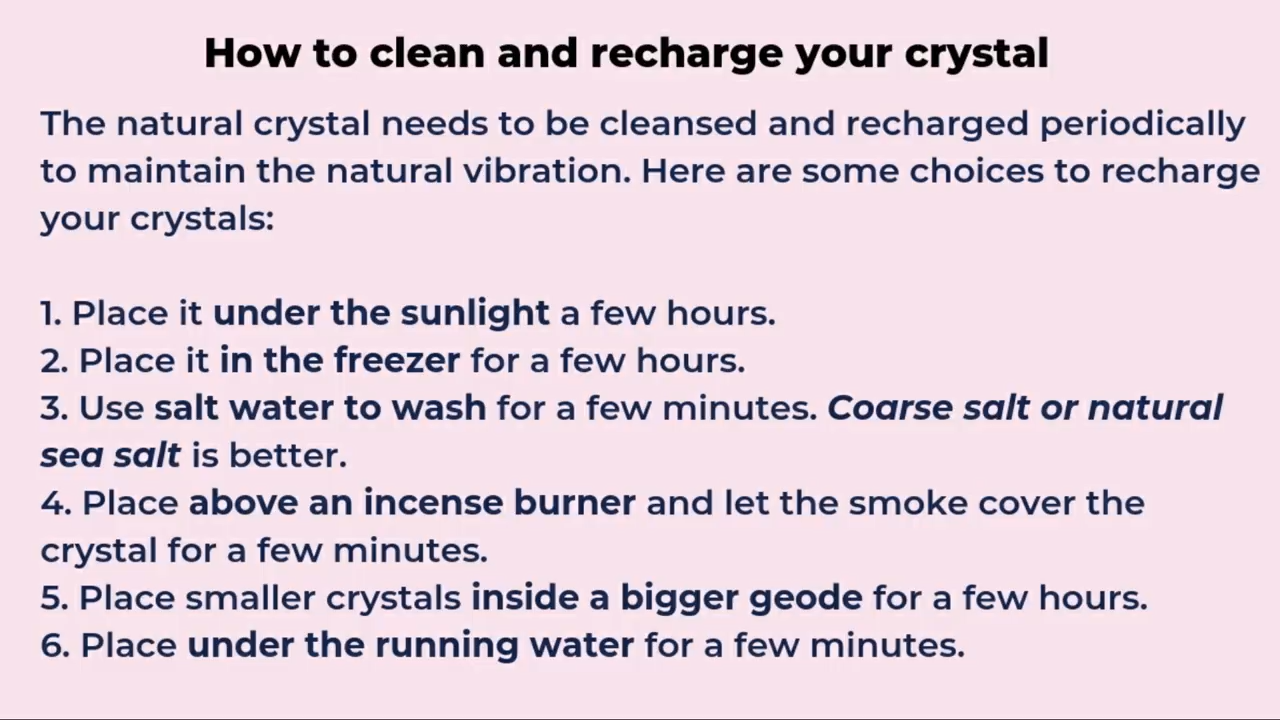 How to clean and recharge your crystal
The natural crystal needs to be cleansed and recharged periodically
to maintain the natural vibration. Here are some choices to recharge
your crystals:
1. Place it under the sunlight a few hours.
2. Place it in the freezer for a few hours.
3. Use salt water to wash for a few minutes. Coarse salt or natural
sea salt is better.
4. Place above an incense burner and let the smoke cover the
crystal for a few minutes.
5. Place smaller crystals inside a bigger geode for a few hours.
6. Place under the running water for a few minutes.